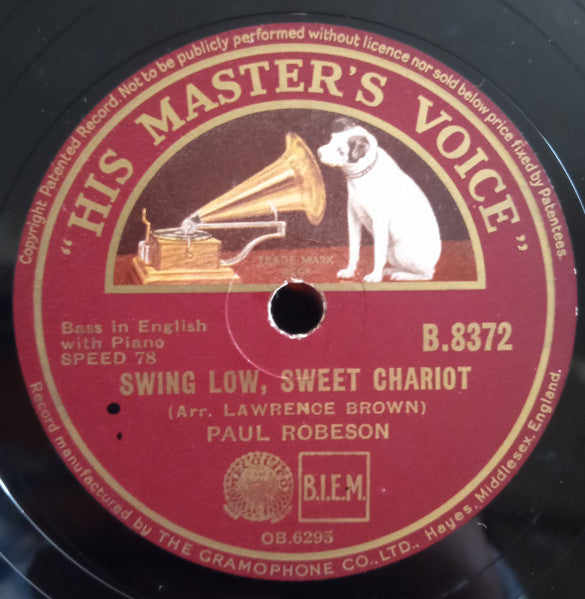 Copyright Patented Record. Not to be publicly performed without licence nor sold below price fixed by Patentees.
"HIS MASTER'S VOICE"
TRADE MARK
REGD
Bass in English
with Piano
SPEED 78
B.8372
SWING LOW, SWEET CHARIOT
(Arr. LAWRENCE BROWN)
PAUL ROBESON
B.I.E.M.
OB.6295
Record manufactured by THE GRAMOPHONE CO., LTD., Hayes, Middlesex, England.